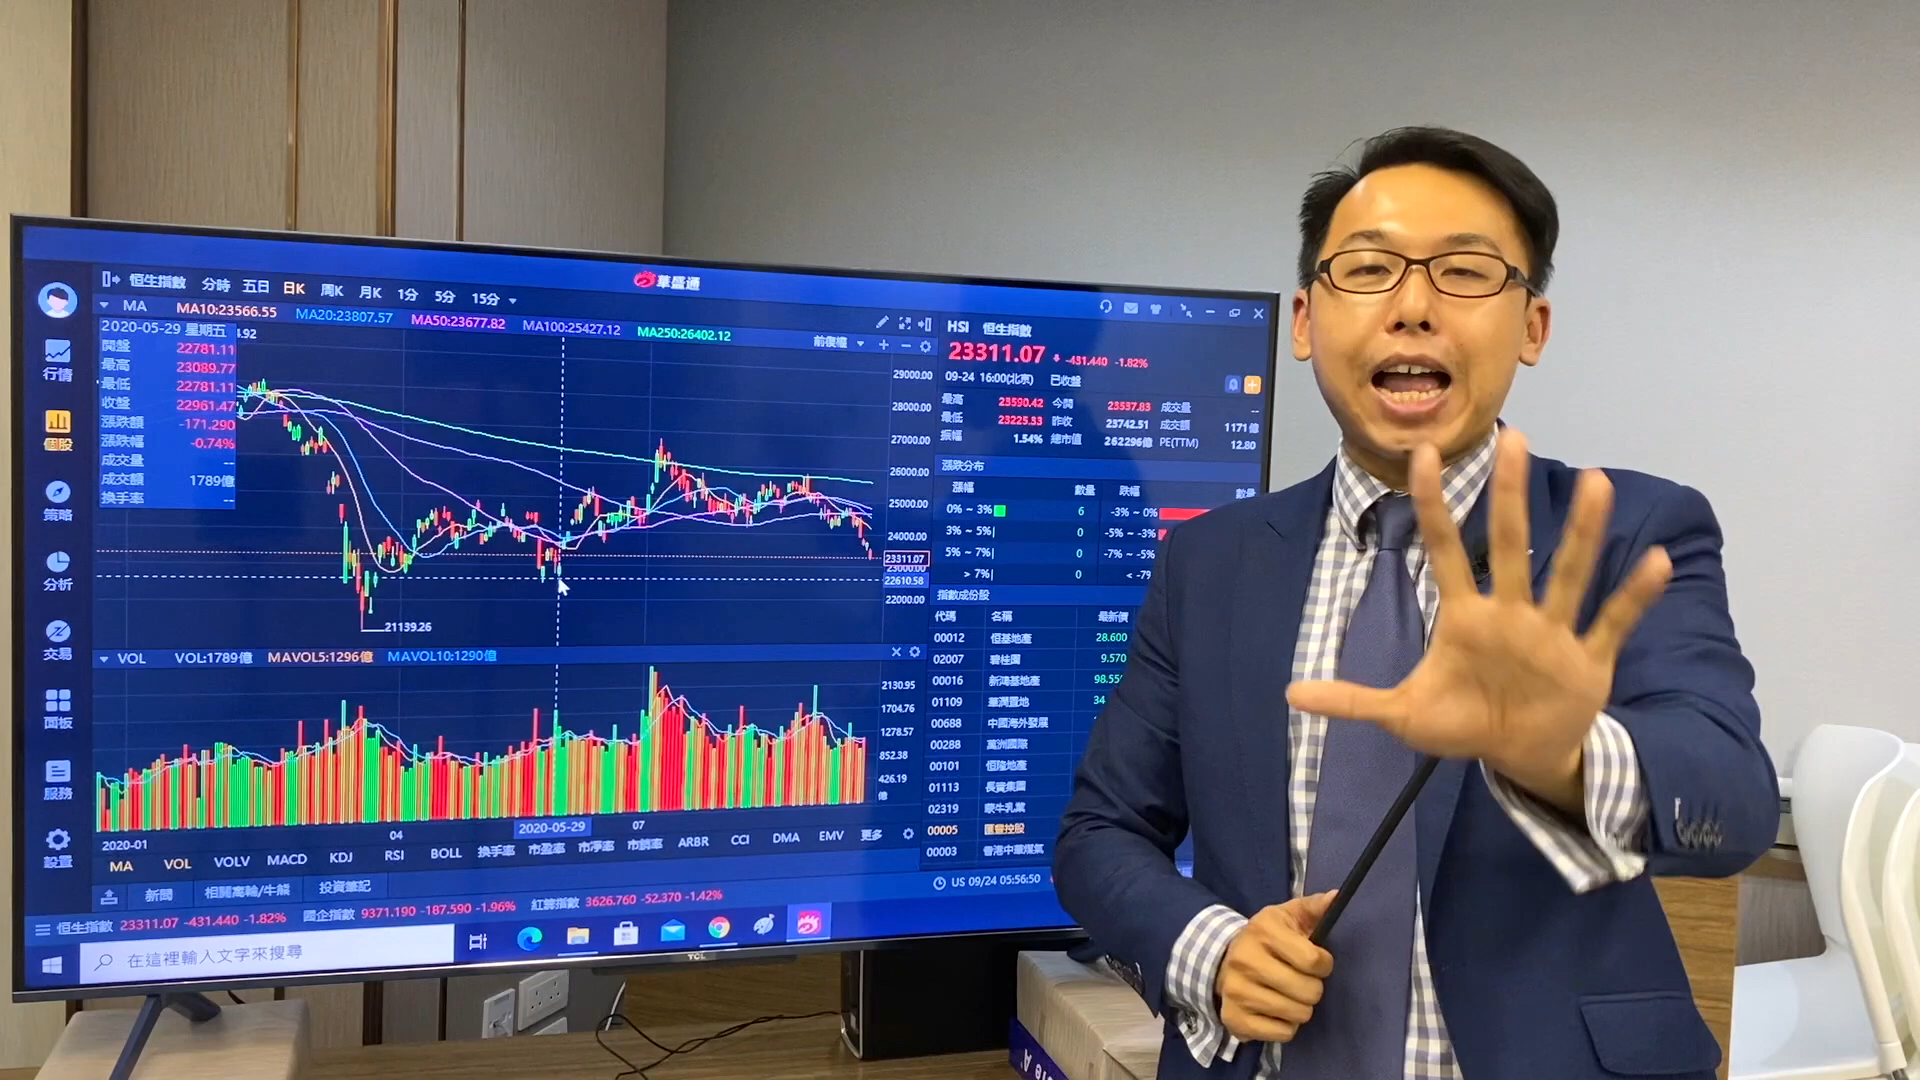 恒生指數 分時 五日 日K 周K 月K 1分 5分 15分
華盛通
MA MA10:23566.55 MA20:23807.57 MA50:23677.82 MA100:25427.12 MA250:26402.12
前復權
2020-05-29 星期五
開盤 22781.11
最高 23089.77
最低 22781.11
收盤 22961.47
漲跌額 -171.290
漲跌幅 -0.74%
成交量 --
成交額 1789億
換手率 --
行情
個股
策略
分析
交易
面板
服務
設置
29000.00
28000.00
27000.00
26000.00
25000.00
24000.00
23311.07
23000.00
22610.58
22000.00
21139.26
VOL VOL:1789億 MAVOL5:1296億 MAVOL10:1290億
2130.95
1704.76
1278.57
852.38
426.19
億
2020-01 04 2020-05-29 07
MA VOL VOLV MACD KDJ RSI BOLL 換手率 市盈率 市淨率 市銷率 ARBR CCI DMA EMV 更多
新聞 相關窩輪/牛熊 投資筆記
HSI 恒生指數
23311.07 -431.440 -1.82%
09-24 16:00(北京) 已收盤
最高 23590.42 今開 23537.83 成交量 --
最低 23225.33 昨收 23742.51 成交額 1171億
振幅 1.54% 總市值 262296億 PE(TTM) 12.80
漲跌分布
漲幅 數量 跌幅 數量
0% ~ 3% 6 -3% ~ 0%
3% ~ 5% 0 -5% ~ -3%
5% ~ 7% 0 -7% ~ -5%
> 7% 0 < -7%
指數成份股
代碼 名稱 最新價
00012 恒基地產 28.600
02007 碧桂園 9.570
00016 新鴻基地產 98.55
01109 華潤置地 34
00688 中國海外發展
00288 萬洲國際
00101 恒隆地產
01113 長實集團
02319 蒙牛乳業
00005 匯豐控股
00003 香港中華煤氣
US 09/24 05:56:50
恒生指數 23311.07 -431.440 -1.82% 國企指數 9371.190 -187.590 -1.96% 紅籌指數 3626.760 -52.370 -1.42%
在這裡輸入文字來搜尋
TCL